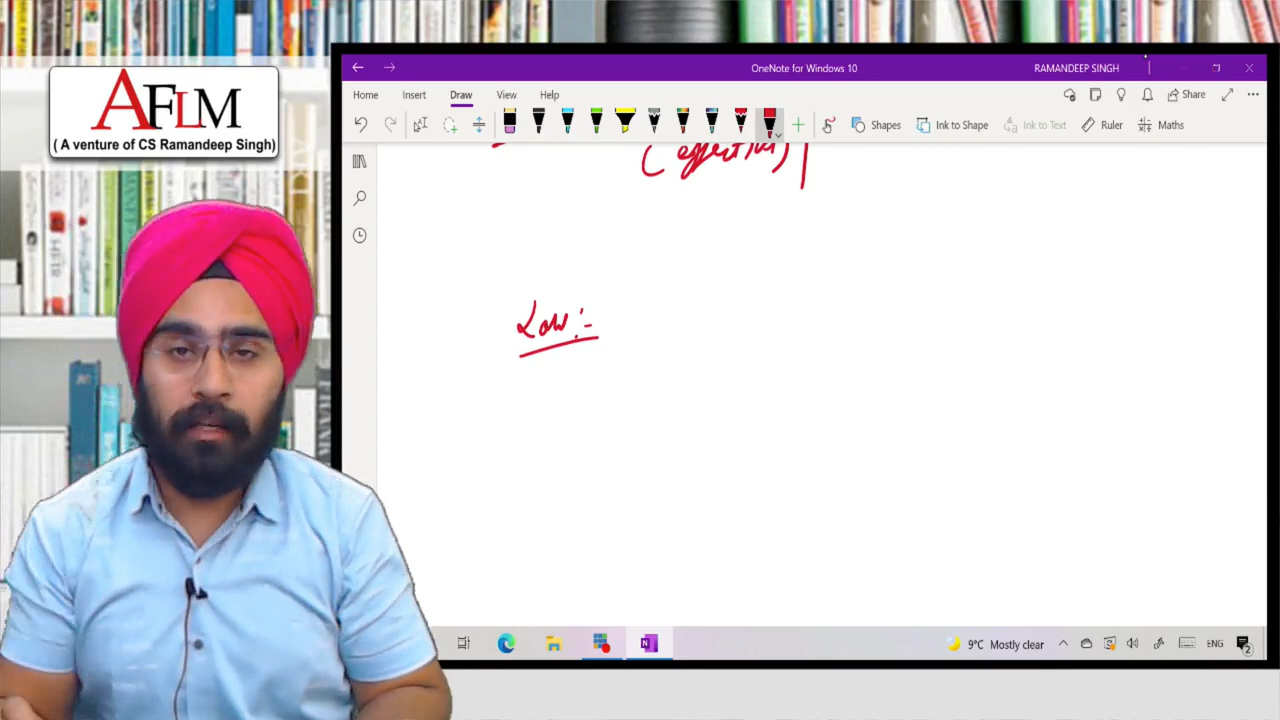 AFLM
( A venture of CS Ramandeep Singh)
OneNote for Windows 10
RAMANDEEP SINGH
Home Insert Draw View Help
Share
Shapes Ink to Shape Ink to Text Ruler Maths
Law:-
9°C Mostly clear
ENG
2